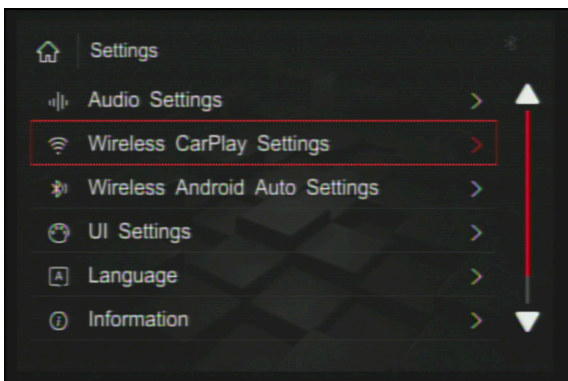 Settings
Audio Settings
Wireless CarPlay Settings
Wireless Android Auto Settings
UI Settings
A Language
Information